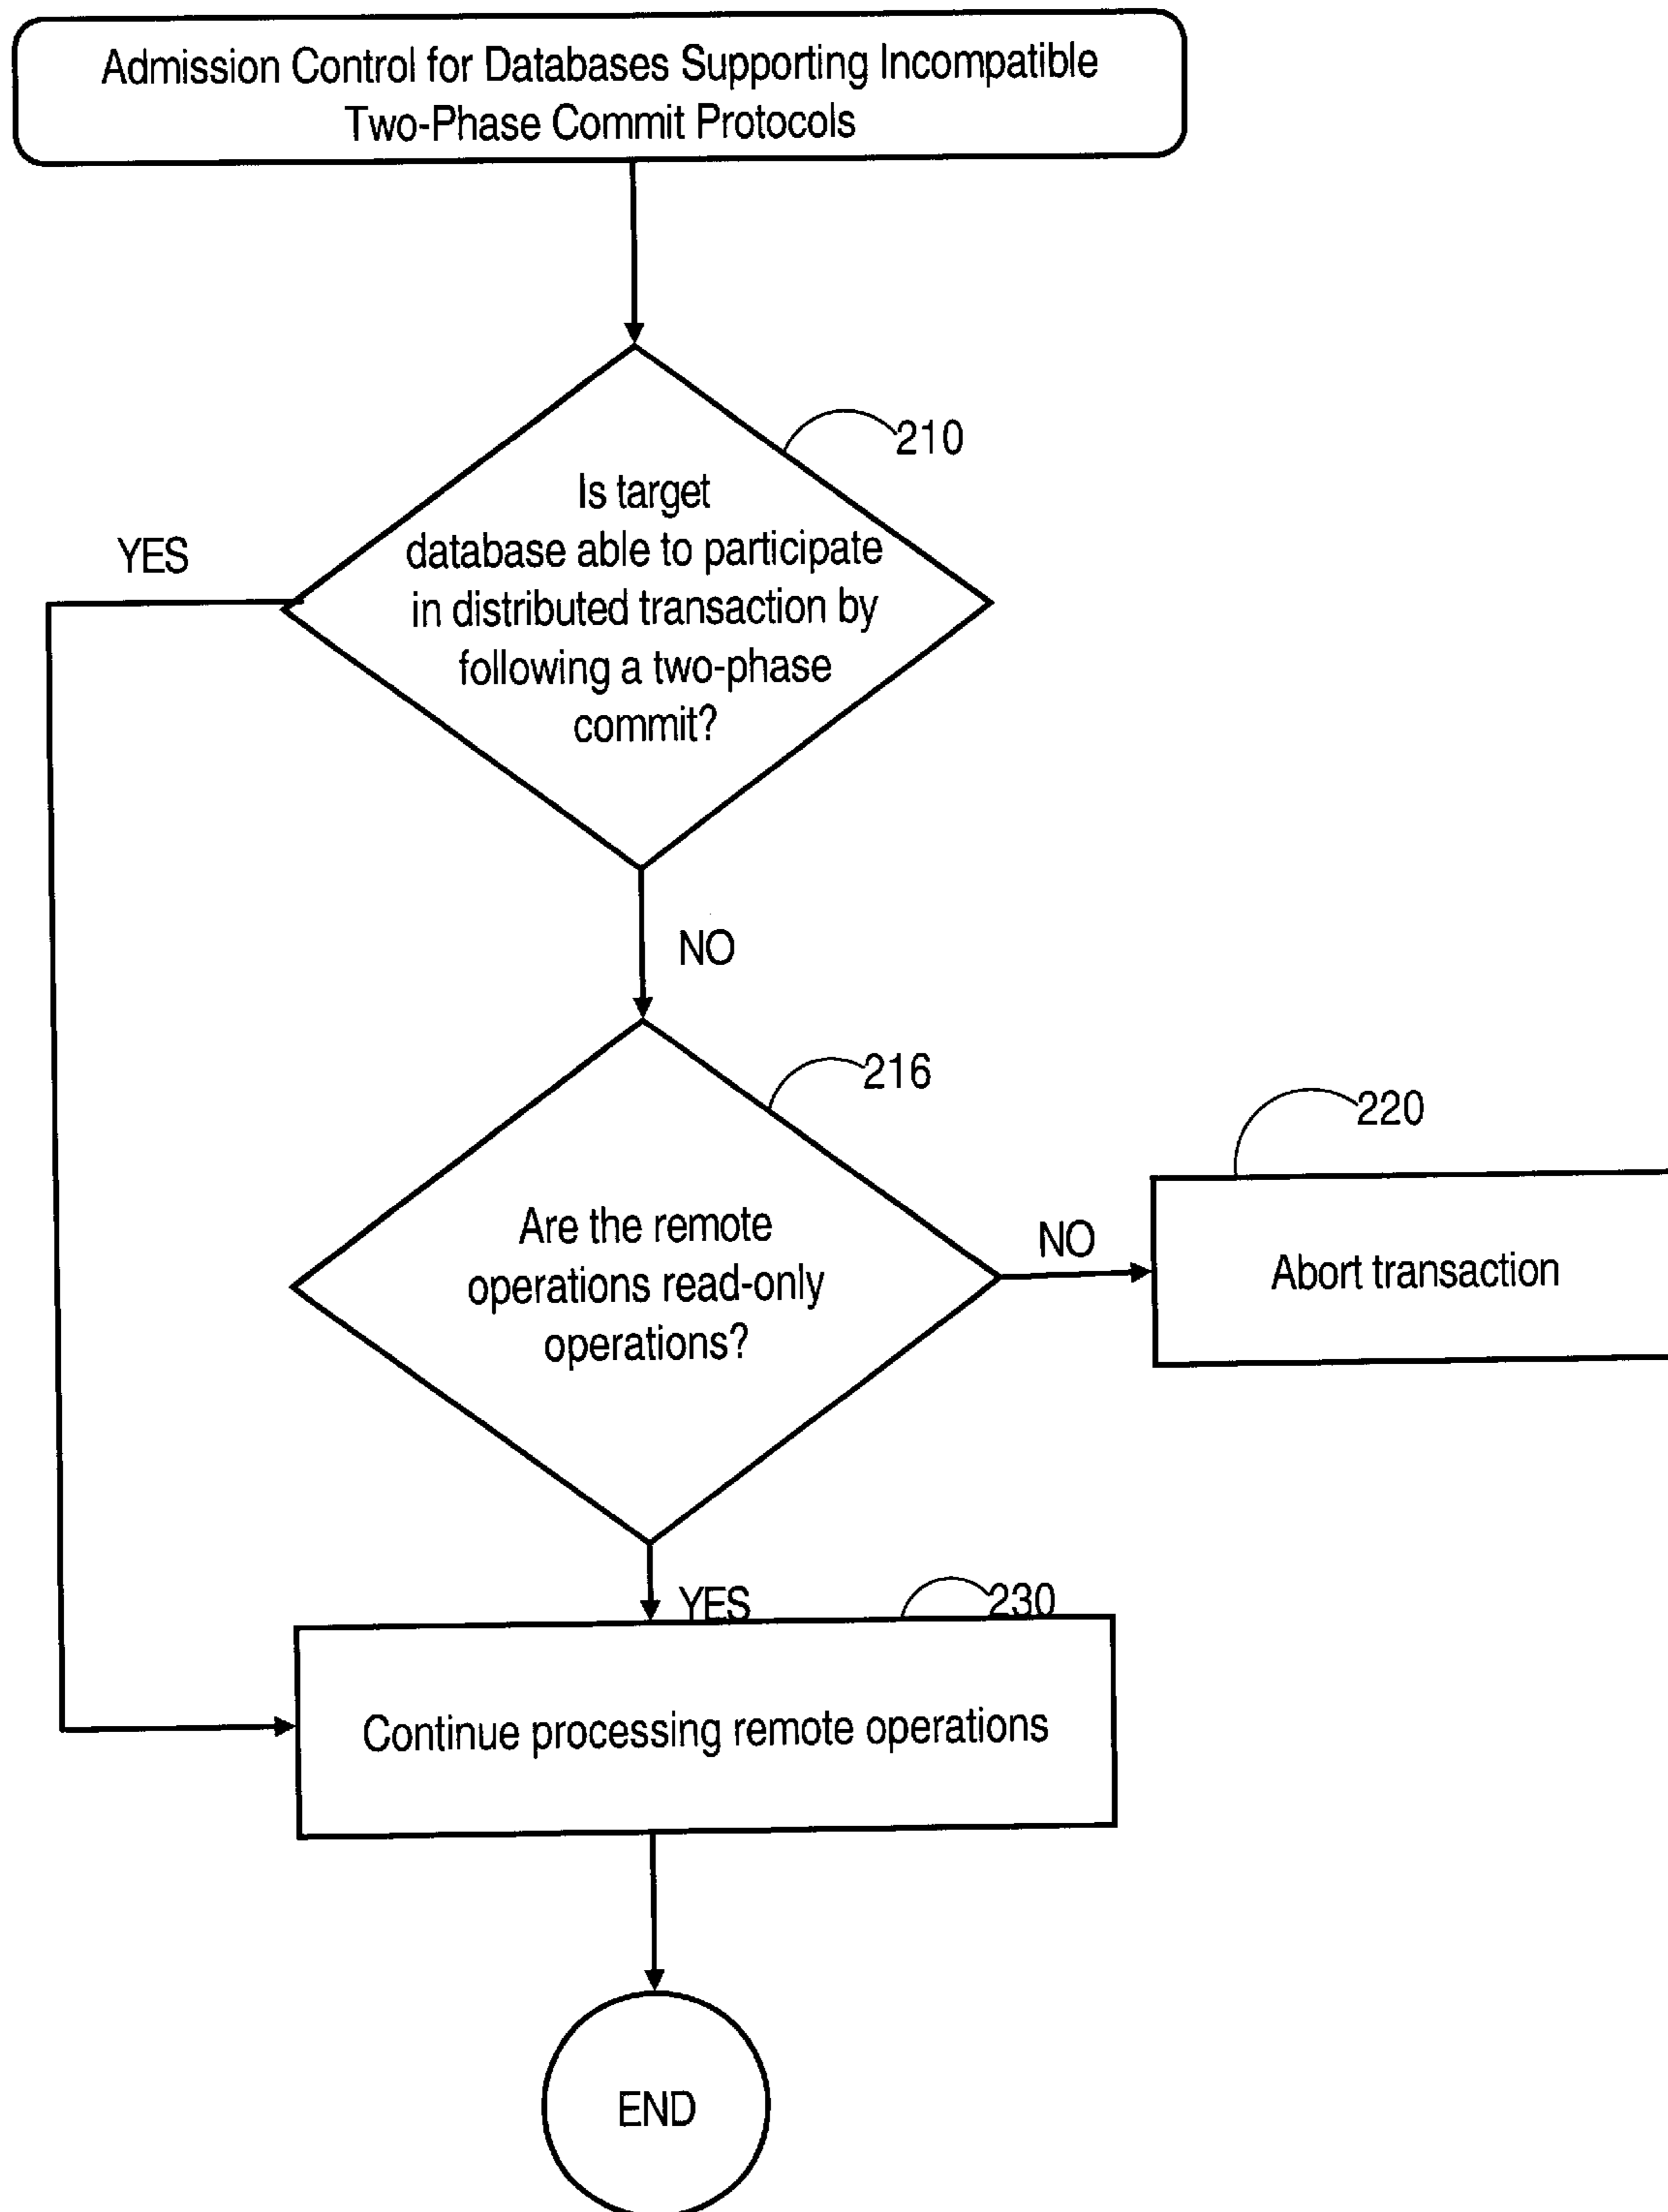 Admission Control for Databases Supporting Incompatible
Two-Phase Commit Protocols
210
Is target
database able to participate
in distributed transaction by
following a two-phase
commit?
YES
NO
216
Are the remote
operations read-only
operations?
NO
220
Abort transaction
YES
230
Continue processing remote operations
END